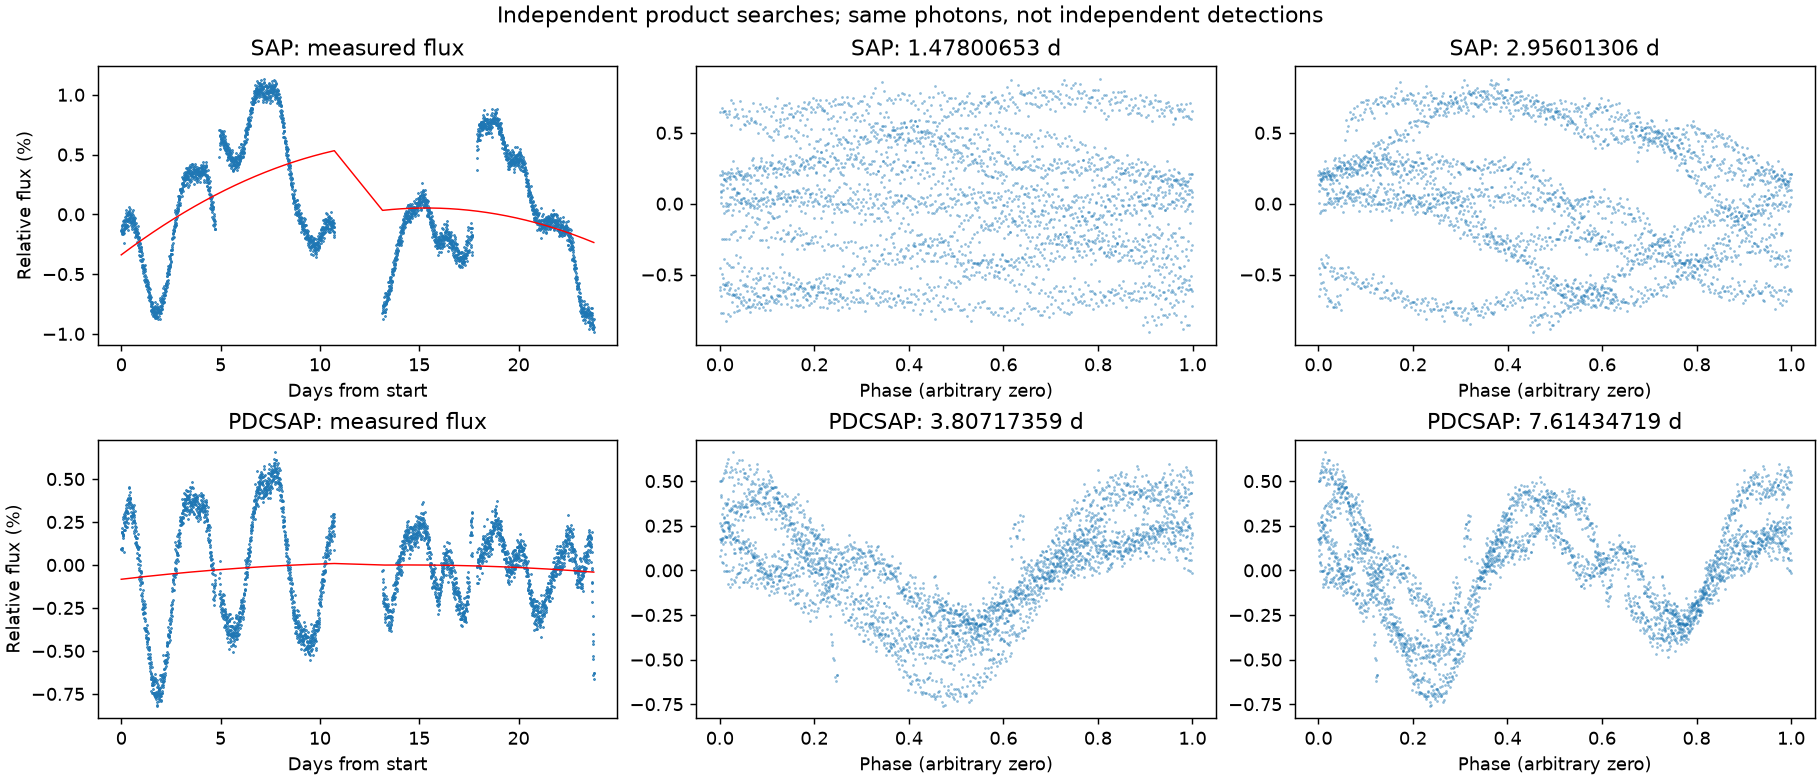 Independent product searches; same photons, not independent detections
SAP: measured flux
SAP: 1.47800653 d
SAP: 2.95601306 d
Relative flux (%)
1.0
0.5
0.0
−0.5
−1.0
0 5 10 15 20
Days from start
0.5
0.0
−0.5
0.0 0.2 0.4 0.6 0.8 1.0
Phase (arbitrary zero)
0.5
0.0
−0.5
0.0 0.2 0.4 0.6 0.8 1.0
Phase (arbitrary zero)
PDCSAP: measured flux
PDCSAP: 3.80717359 d
PDCSAP: 7.61434719 d
Relative flux (%)
0.50
0.25
0.00
−0.25
−0.50
−0.75
0 5 10 15 20
Days from start
0.50
0.25
0.00
−0.25
−0.50
−0.75
0.0 0.2 0.4 0.6 0.8 1.0
Phase (arbitrary zero)
0.50
0.25
0.00
−0.25
−0.50
−0.75
0.0 0.2 0.4 0.6 0.8 1.0
Phase (arbitrary zero)